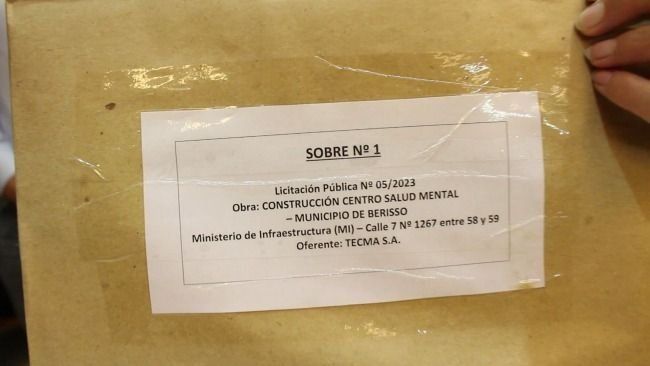 SOBRE Nº 1
Licitación Pública Nº 05/2023
Obra: CONSTRUCCIÓN CENTRO SALUD MENTAL
– MUNICIPIO DE BERISSO
Ministerio de Infraestructura (MI) – Calle 7 Nº 1267 entre 58 y 59
Oferente: TECMA S.A.